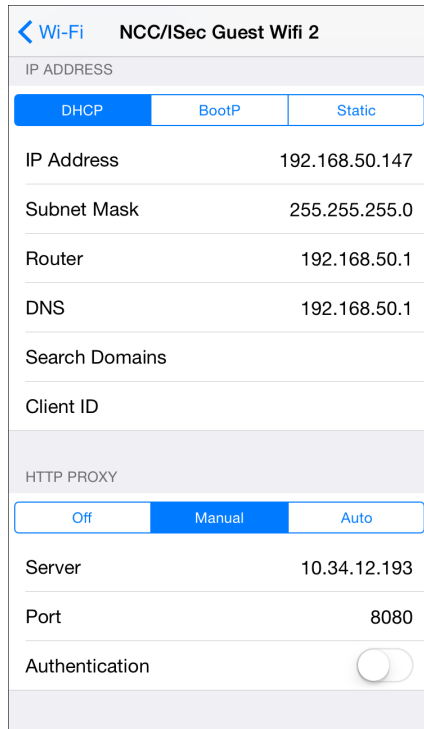 Wi-Fi NCC/ISec Guest Wifi 2
IP ADDRESS
DHCP BootP Static
IP Address 192.168.50.147
Subnet Mask 255.255.255.0
Router 192.168.50.1
DNS 192.168.50.1
Search Domains
Client ID
HTTP PROXY
Off Manual Auto
Server 10.34.12.193
Port 8080
Authentication